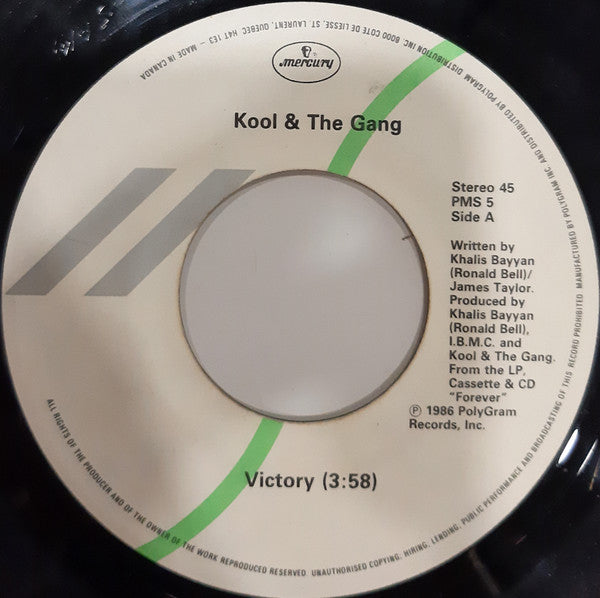 mercury
Kool & The Gang
Stereo 45
PMS 5
Side A
Written by
Khalis Bayyan
(Ronald Bell)/
James Taylor.
Produced by
Khalis Bayyan
(Ronald Bell),
I.B.M.C. and
Kool & The Gang.
From the LP,
Cassette & CD
"Forever"
℗ 1986 PolyGram
Records, Inc.
Victory (3:58)
ALL RIGHTS OF THE PRODUCER AND OF THE OWNER OF THE WORK REPRODUCED RESERVED. UNAUTHORISED COPYING, HIRING, LENDING, PUBLIC PERFORMANCE AND BROADCASTING OF THIS RECORD PROHIBITED. MANUFACTURED BY POLYGRAM INC. AND DISTRIBUTED BY POLYGRAM DISTRIBUTION INC. 6000 COTE DE LIESSE, ST. LAURENT, QUEBEC H4T 1E3 – MADE IN CANADA